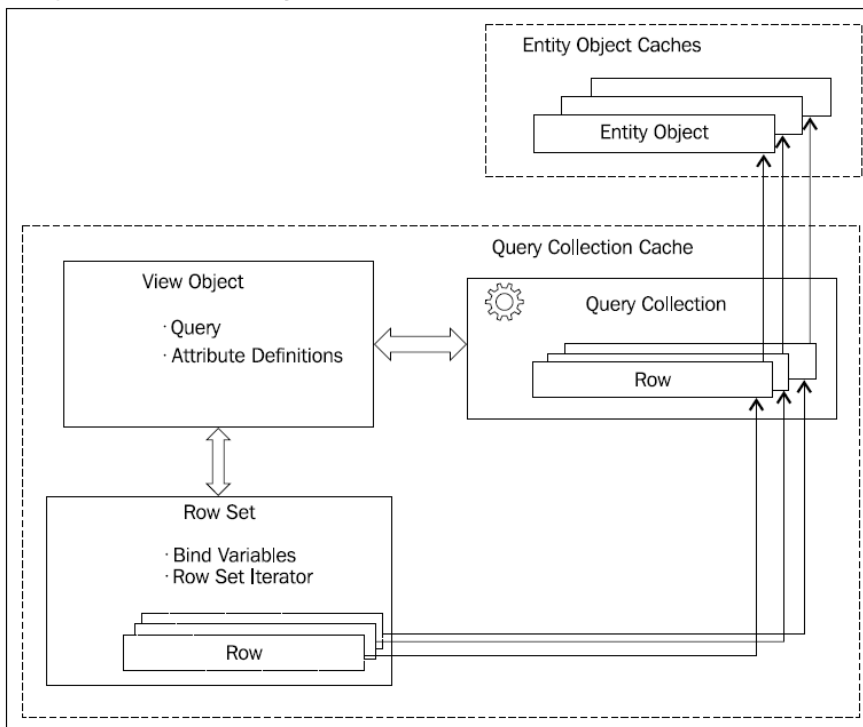 Entity Object Caches
Entity Object
Query Collection Cache
View Object
· Query
· Attribute Definitions
Query Collection
Row
Row Set
· Bind Variables
· Row Set Iterator
Row